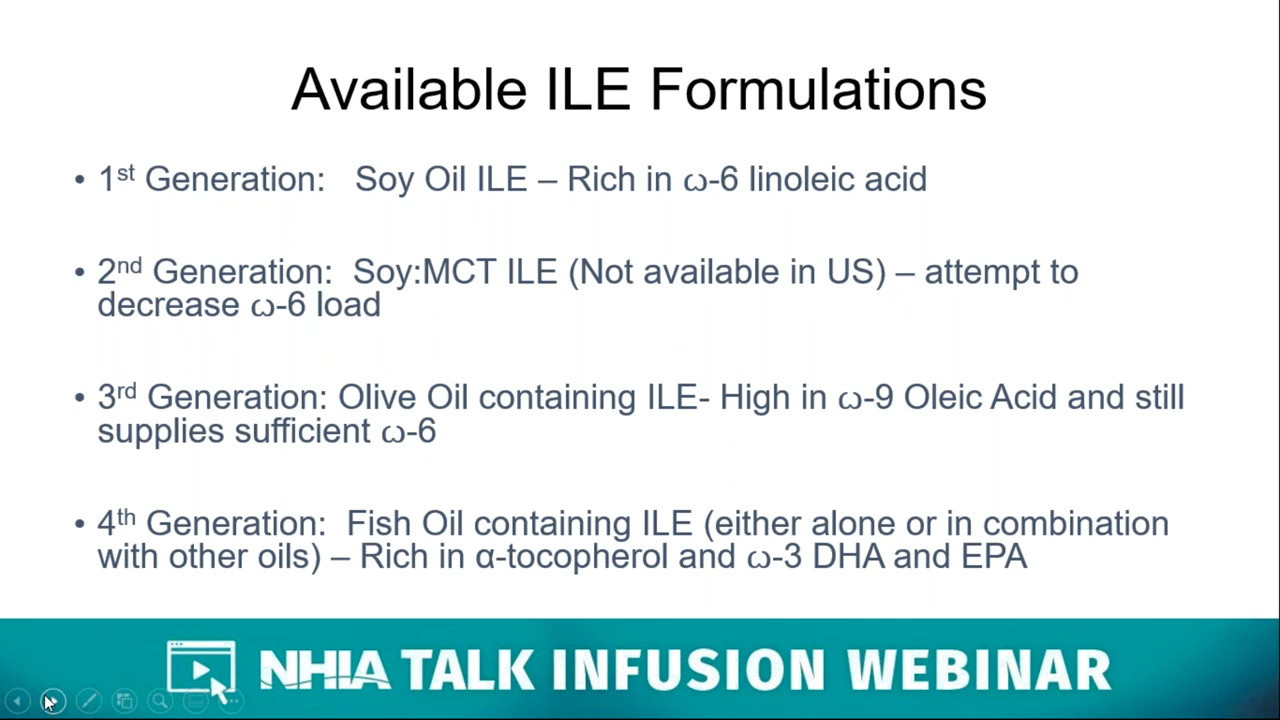 Available ILE Formulations
• 1st Generation:   Soy Oil ILE – Rich in ω-6 linoleic acid
• 2nd Generation:  Soy:MCT ILE (Not available in US) – attempt to
decrease ω-6 load
• 3rd Generation: Olive Oil containing ILE- High in ω-9 Oleic Acid and still
supplies sufficient ω-6
• 4th Generation:  Fish Oil containing ILE (either alone or in combination
with other oils) – Rich in α-tocopherol and ω-3 DHA and EPA
NHIA TALK INFUSION WEBINAR